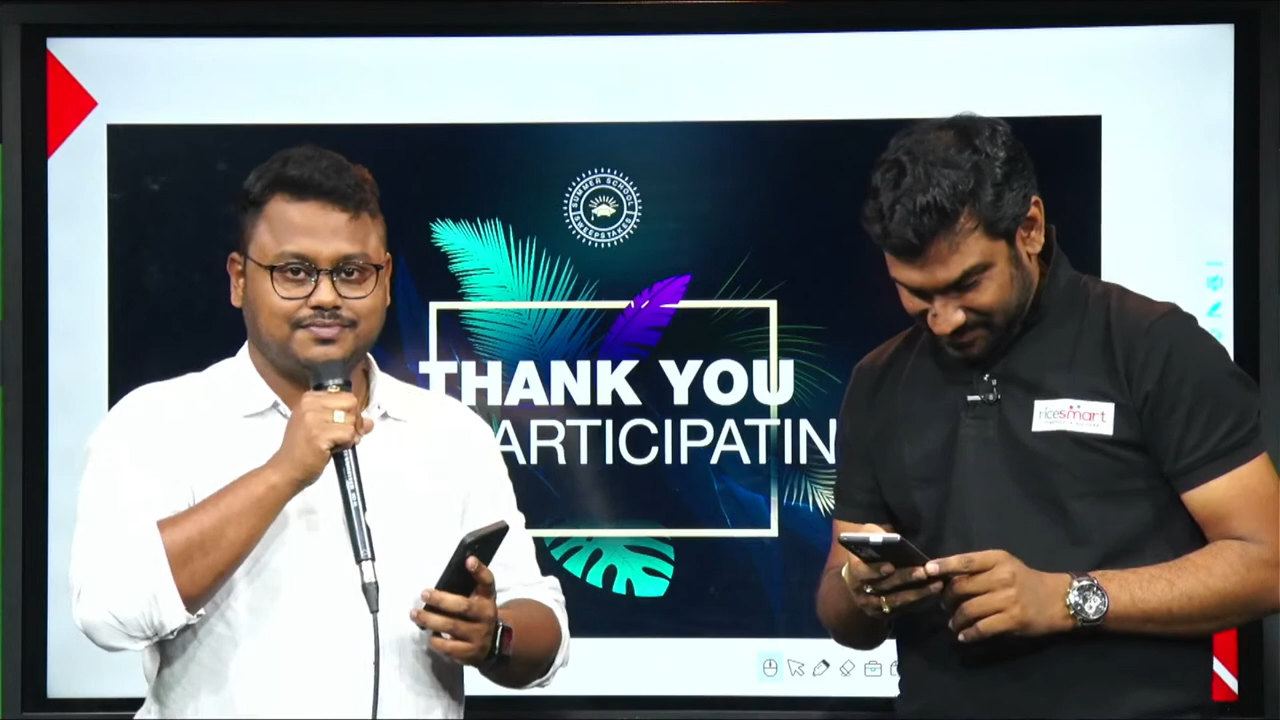 SUMMER SCHOOL
SWEEPSTAKES
THANK YOU
ARTICIPATIN
ricesmart